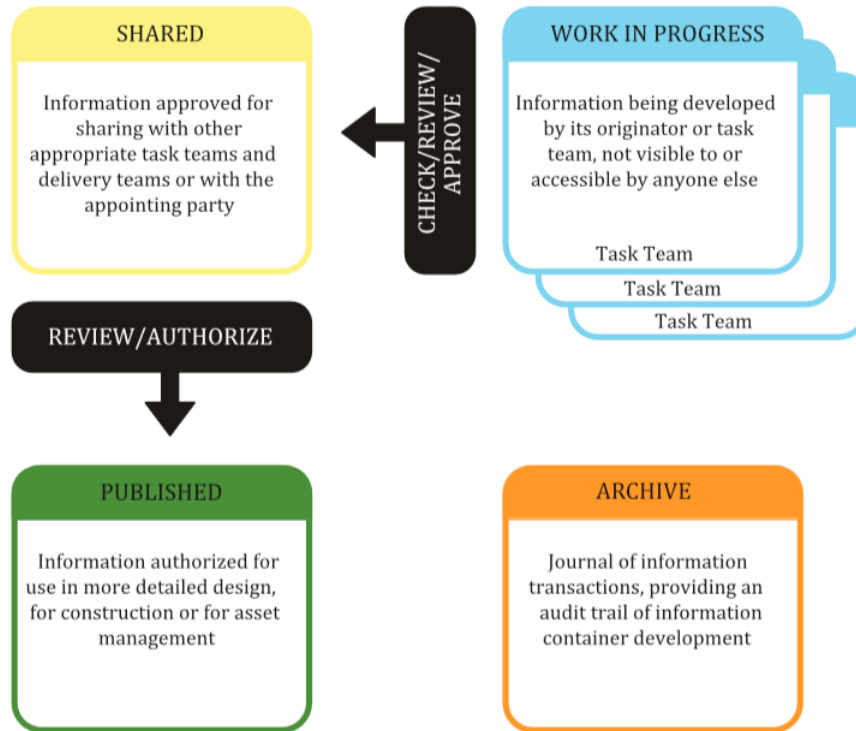 SHARED
Information approved for
sharing with other
appropriate task teams and
delivery teams or with the
appointing party
CHECK/REVIEW/
APPROVE
WORK IN PROGRESS
Information being developed
by its originator or task
team, not visible to or
accessible by anyone else
Task Team
Task Team
Task Team
REVIEW/AUTHORIZE
PUBLISHED
Information authorized for
use in more detailed design,
for construction or for asset
management
ARCHIVE
Journal of information
transactions, providing an
audit trail of information
container development